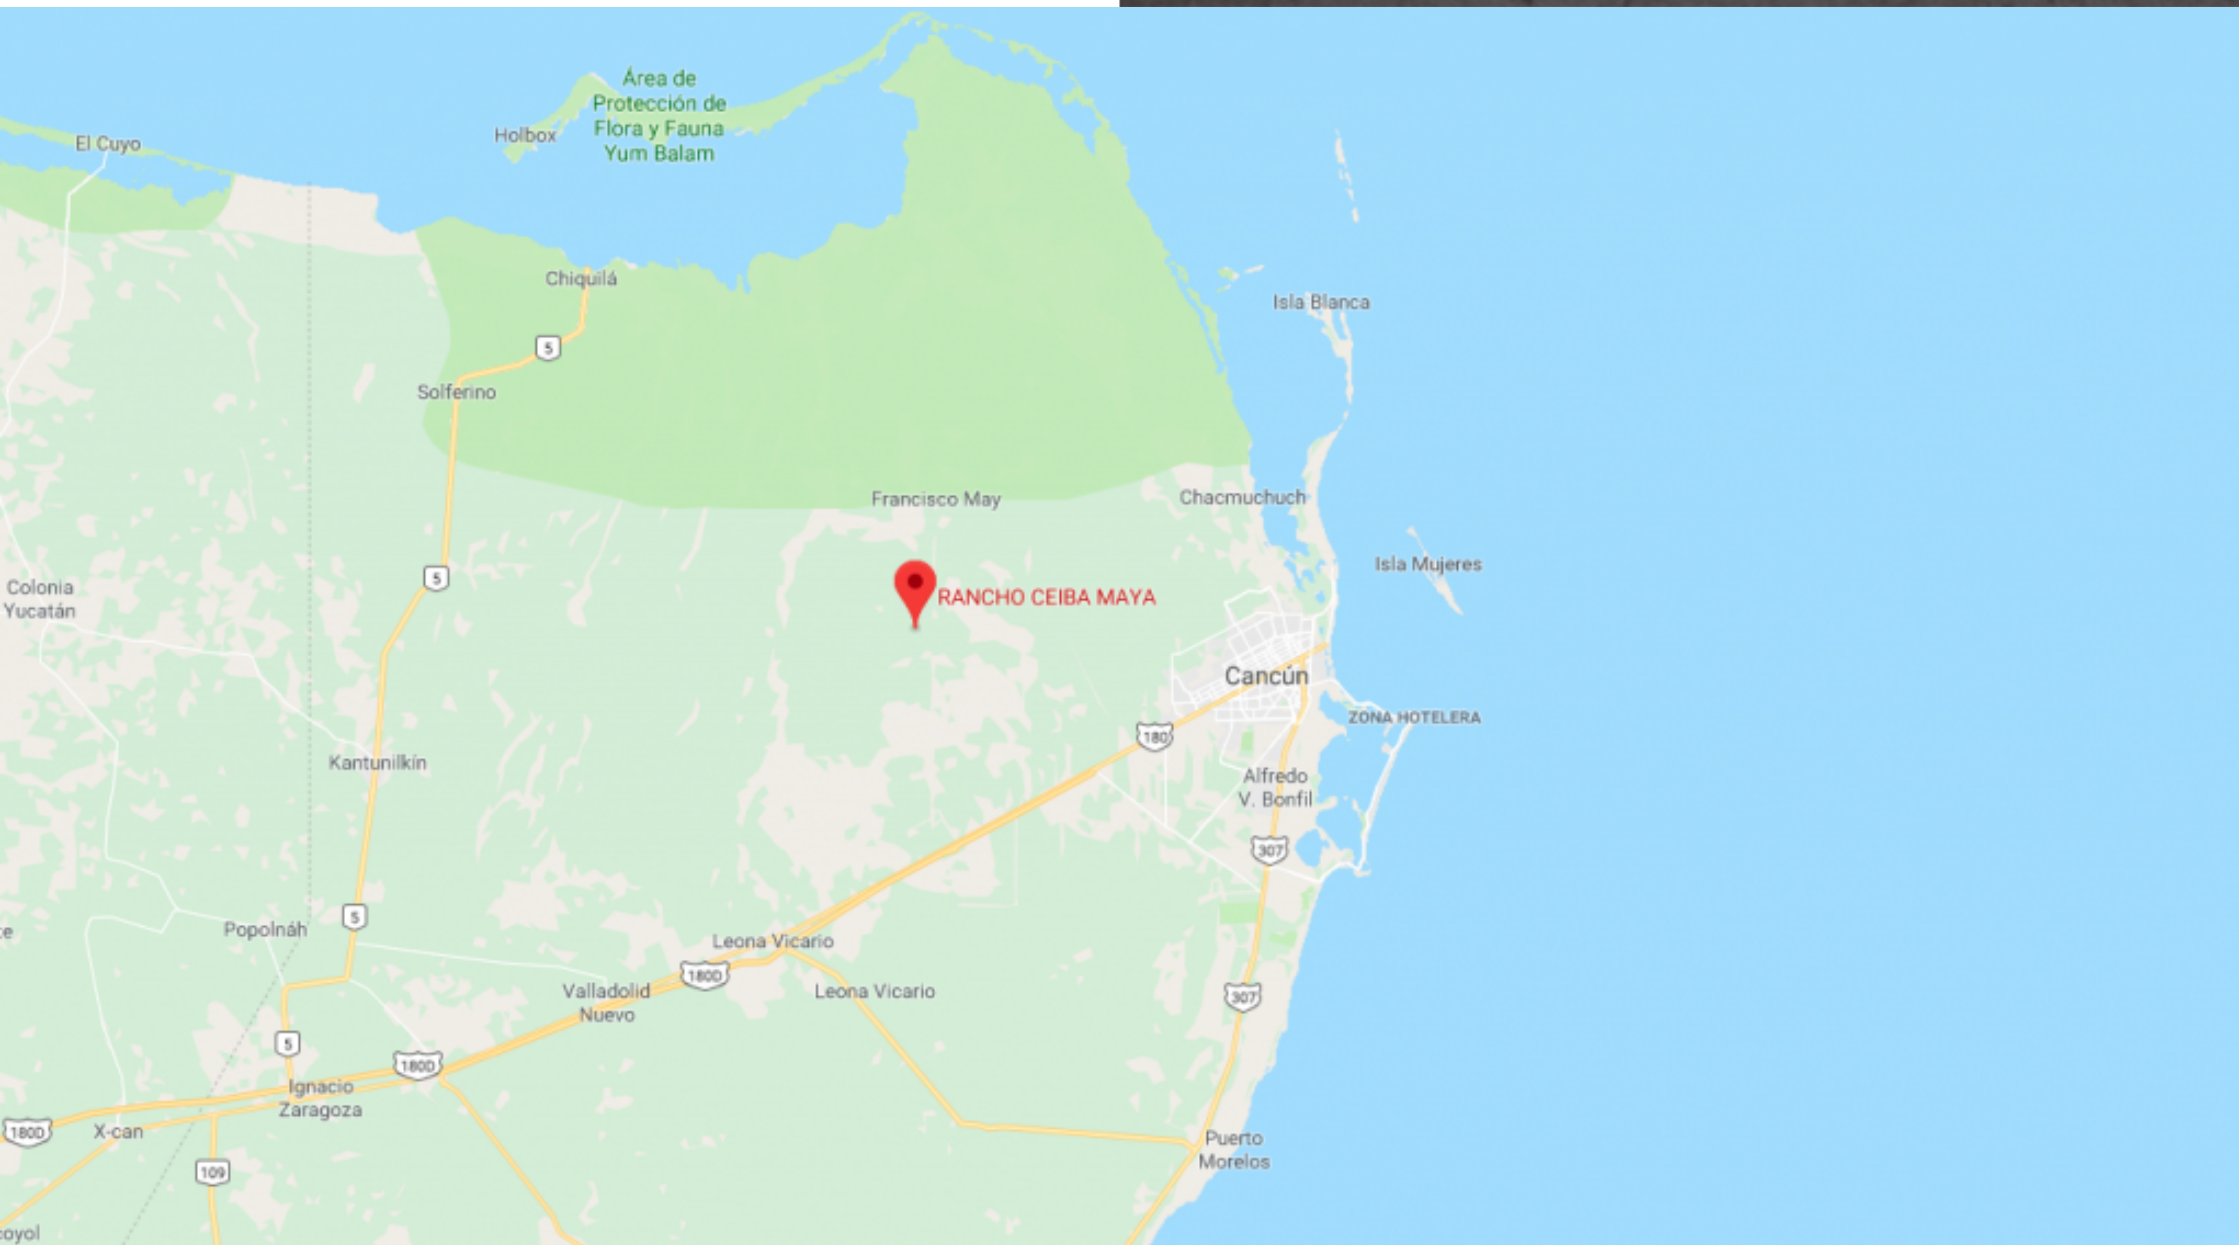 Área de
Protección de
Flora y Fauna
Yum Balam
Holbox
El Cuyo
Chiquilá
Isla Blanca
5
Solferino
Francisco May
Chacmuchuch
Isla Mujeres
5
Colonia
Yucatán
RANCHO CEIBA MAYA
Cancún
ZONA HOTELERA
180
Kantunilkín
Alfredo
V. Bonfil
307
5
Popolnáh
Leona Vicario
180D
Valladolid
Nuevo
Leona Vicario
307
5
180D
Ignacio
Zaragoza
180D
X-can
Puerto
Morelos
109